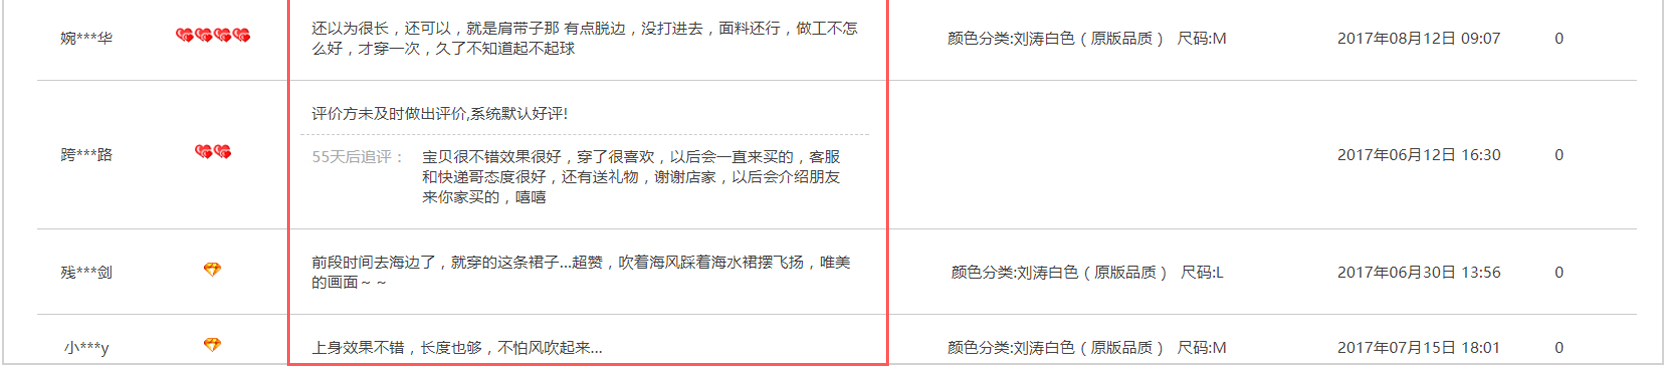 婉***华
还以为很长，还可以，就是肩带子那 有点脱边，没打进去，面料还行，做工不怎
么好，才穿一次，久了不知道起不起球
颜色分类:刘涛白色（原版品质） 尺码:M
2017年08月12日 09:07
0
跨***路
评价方未及时做出评价,系统默认好评!
55天后追评：
宝贝很不错效果很好，穿了很喜欢，以后会一直来买的，客服
和快递哥态度很好，还有送礼物，谢谢店家，以后会介绍朋友
来你家买的，嘻嘻
2017年06月12日 16:30
0
残***剑
前段时间去海边了，就穿的这条裙子...超赞，吹着海风踩着海水裙摆飞扬，唯美
的画面～～
颜色分类:刘涛白色（原版品质） 尺码:L
2017年06月30日 13:56
0
小***y
上身效果不错，长度也够，不怕风吹起来...
颜色分类:刘涛白色（原版品质） 尺码:M
2017年07月15日 18:01
0